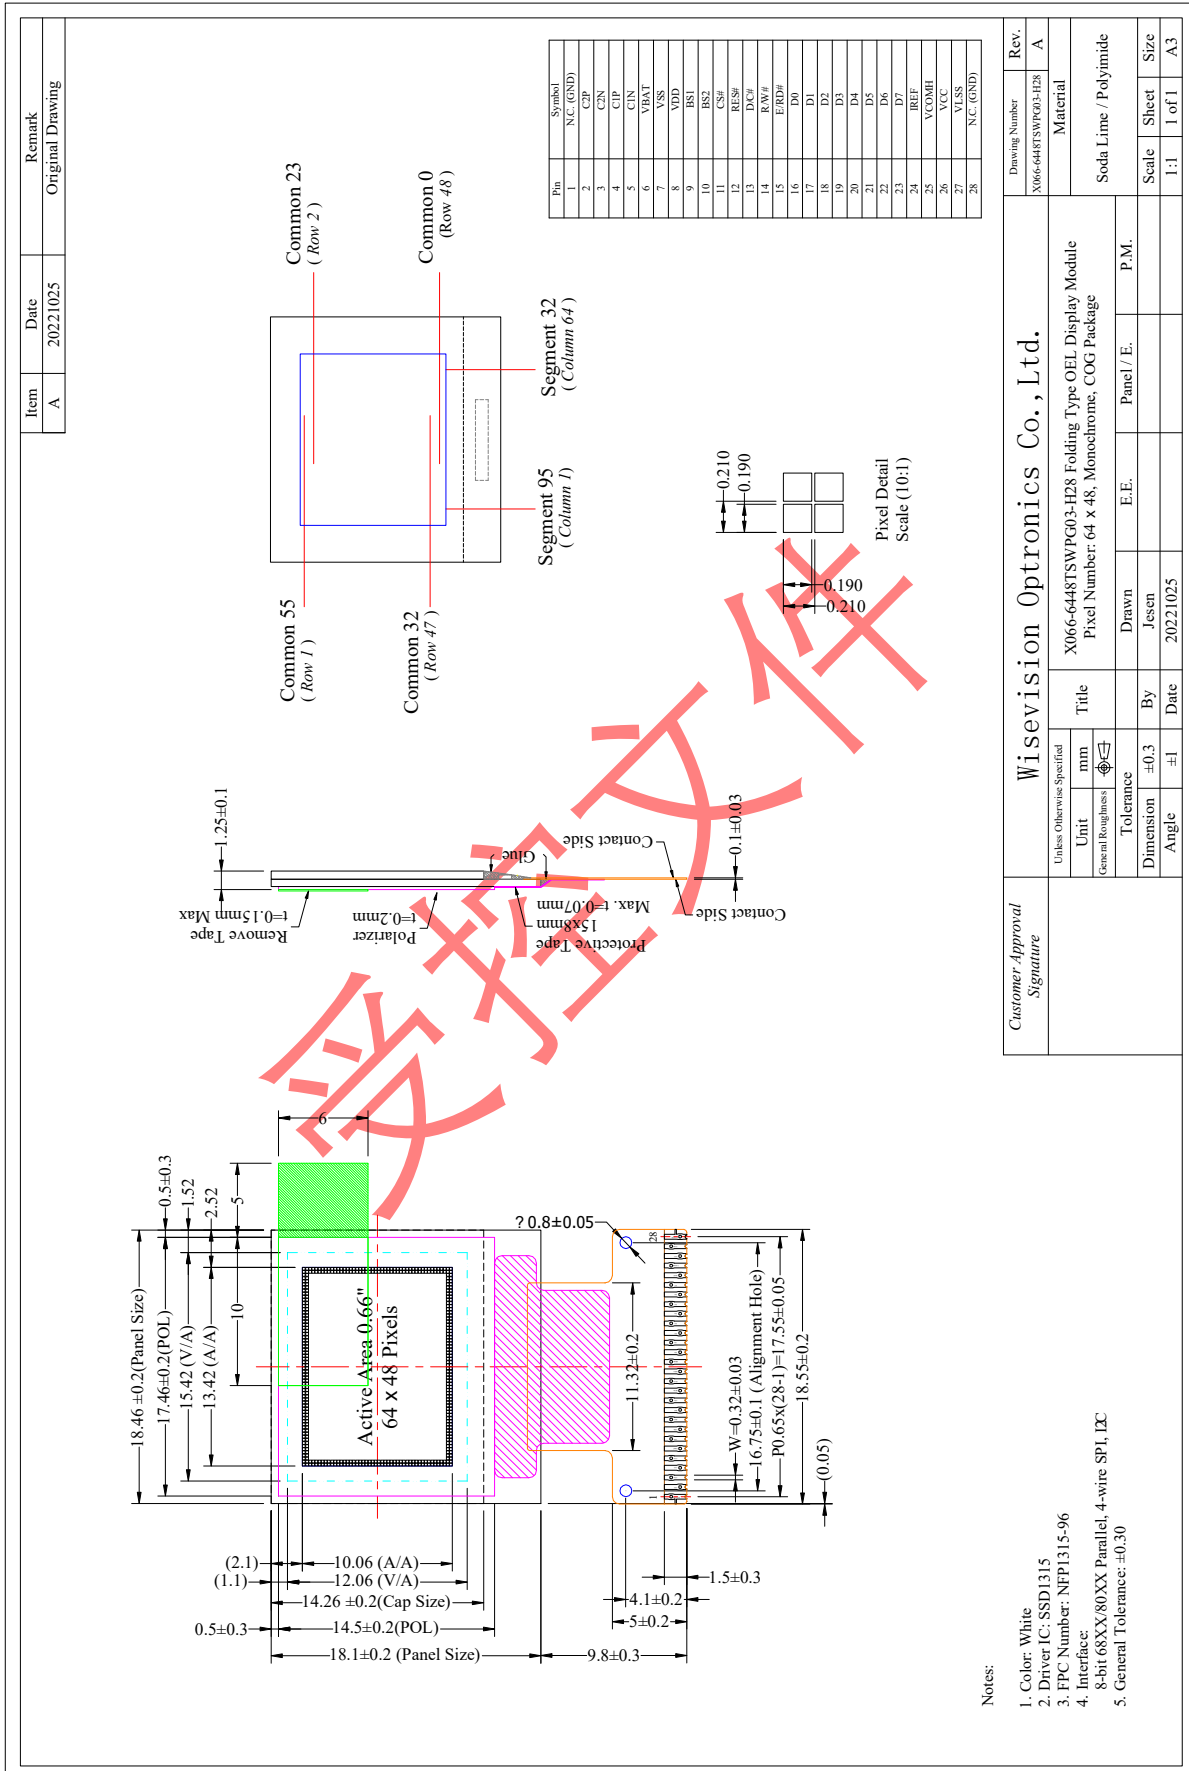 Item Date Remark
A 20221025 Original Drawing
18.46 ±0.2(Panel Size)
17.46±0.2(POL)
15.42 (V/A)
13.42 (A/A)
10
5
0.5±0.3
1.52
2.52
9
Active Area 0.66"
64 x 48 Pixels
(2.1)
(1.1)
0.5±0.3
10.06 (A/A)
12.06 (V/A)
14.26 ±0.2(Cap Size)
14.5±0.2(POL)
18.1±0.2 (Panel Size)
9.8±0.3
1.5±0.3
4.1±0.2
5±0.2
?0.8±0.05
11.32±0.2
W=0.32±0.03
16.75±0.1 (Alignment Hole)
P0.65x(28-1)=17.55±0.05
18.55±0.2
(0.05)
1
28
1.25±0.1
Remove Tape
t=0.15mm Max
Polarizer
t=0.2mm
Protective Tape
15x8mm
Max. t=0.07mm
Glue
Contact Side
Contact Side
0.1±0.03
Common 55
( Row 1 )
Common 23
( Row 2 )
Common 32
( Row 47 )
Common 0
(Row 48 )
Segment 95
( Column 1)
Segment 32
( Column 64 )
0.210
0.190
0.190
0.210
Pixel Detail
Scale (10:1)
Pin Symbol
1 N.C. (GND)
2 C2P
3 C2N
4 C1P
5 C1N
6 VBAT
7 VSS
8 VDD
9 BS1
10 BS2
11 CS#
12 RES#
13 D/C#
14 R/W#
15 E/RD#
16 D0
17 D1
18 D2
19 D3
20 D4
21 D5
22 D6
23 D7
24 IREF
25 VCOMH
26 VCC
27 VLSS
28 N.C. (GND)
受控文件
Notes:
1. Color: White
2. Driver IC: SSD1315
3. FPC Number: NFP1315-96
4. Interface:
8-bit 68XX/80XX Parallel, 4-wire SPI, I2C
5. General Tolerance: ±0.30
Customer Approval
Signature
Wisevision Optronics Co.,Ltd.
Unless Otherwise Specified
Unit mm
General Roughness
Tolerance
Dimension ±0.3
Angle ±1
Title
X066-6448TSWPG03-H28 Folding Type OEL Display Module
Pixel Number: 64 x 48, Monochrome, COG Package
Drawn E.E. Panel / E. P.M.
By Jesen
Date 20221025
Drawing Number Rev.
X066-6448TSWPG03-H28 A
Material
Soda Lime / Polyimide
Scale Sheet Size
1:1 1 of 1 A3